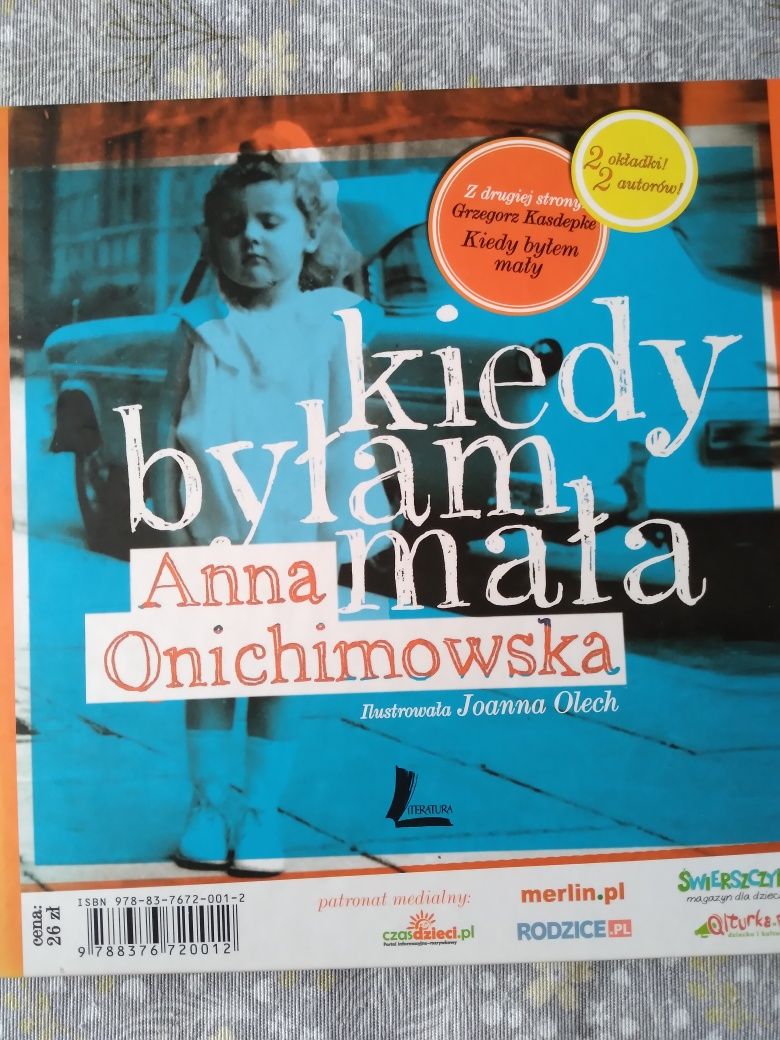 2 okładki!
2 autorów!
Z drugiej strony:
Grzegorz Kasdepke
Kiedy byłem
mały
kiedy
byłam
mała
Anna
Onichimowska
Ilustrowała Joanna Olech
LITERATURA
cena:
26 zł
ISBN 978-83-7672-001-2
9 788376 720012
patronat medialny:
czasdzieci.pl
Portal informacyjno-rozrywkowy
merlin.pl
RODZICE.PL
magazyn dla dziec